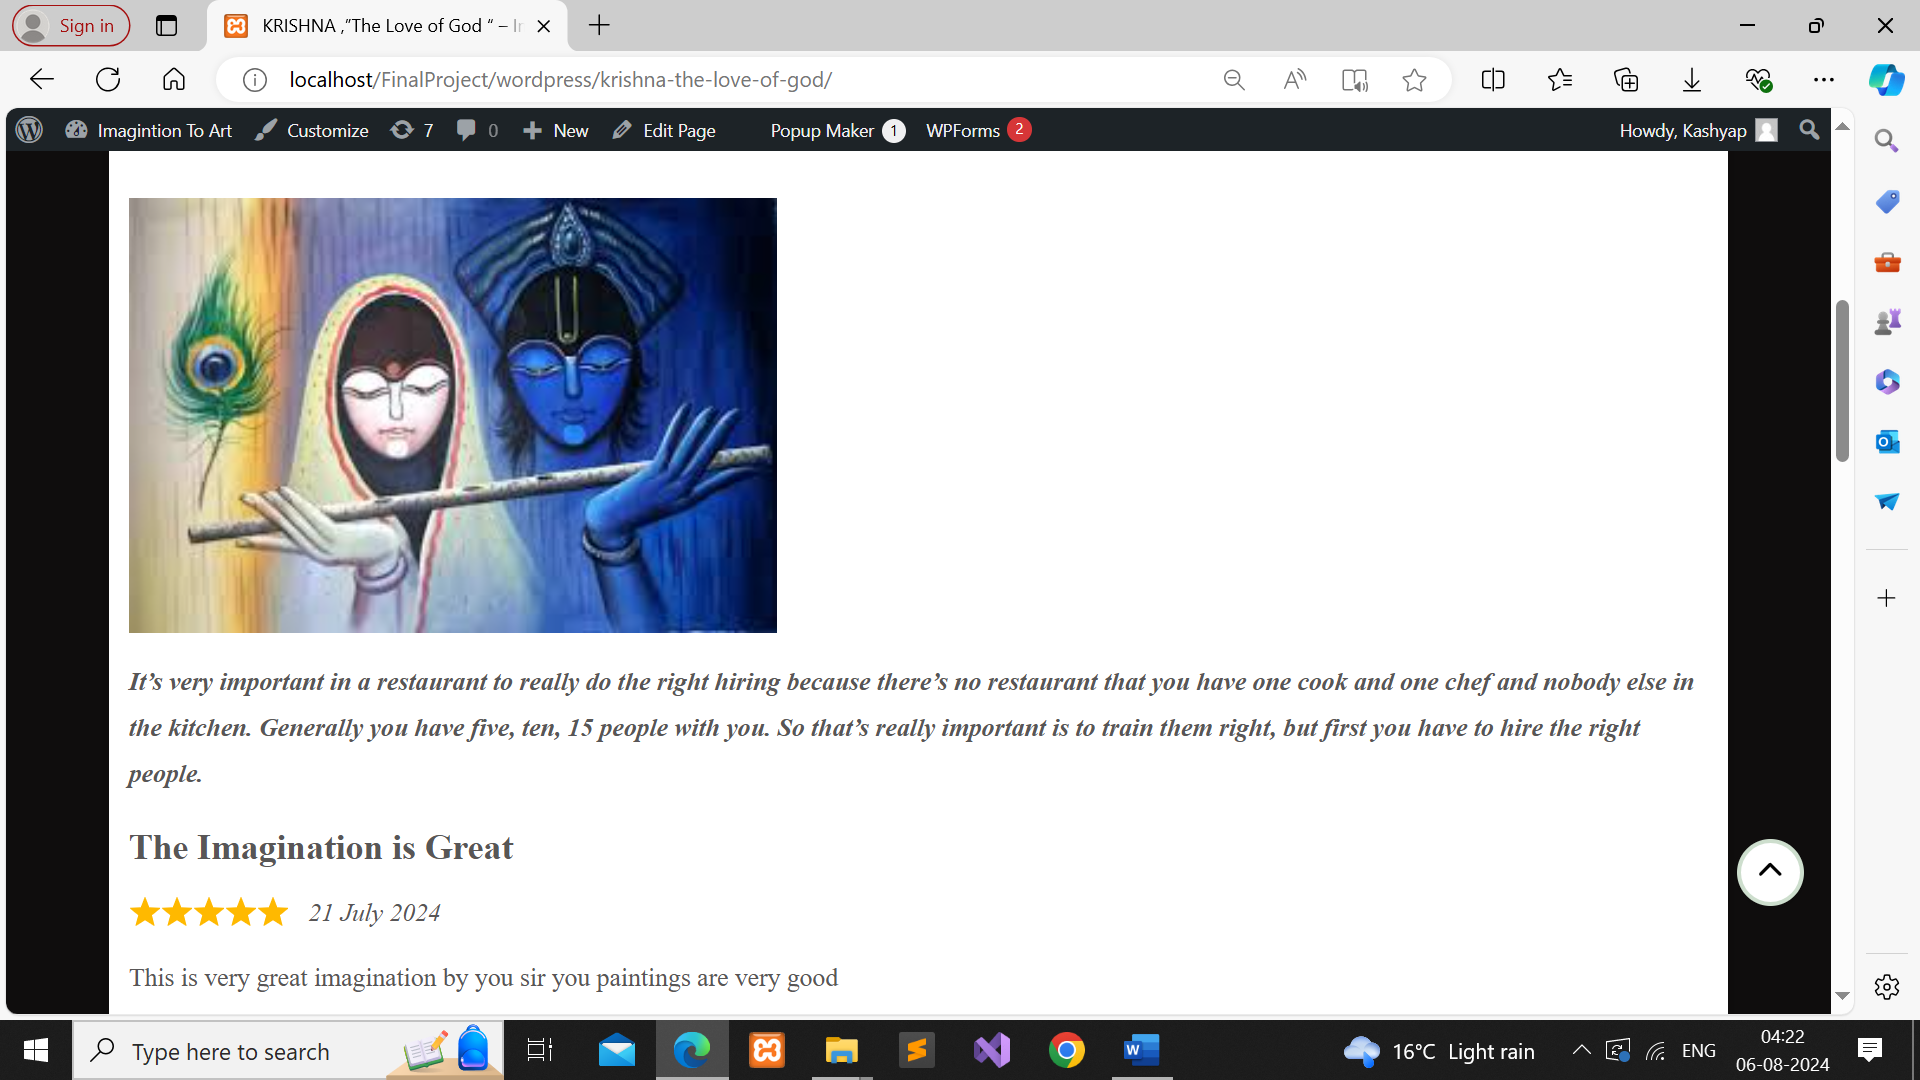 Sign in
KRISHNA ,”The Love of God “ – Ir
localhost/FinalProject/wordpress/krishna-the-love-of-god/
Imagintion To Art Customize 7 0 New Edit Page Popup Maker 1 WPForms 2 Howdy, Kashyap
It’s very important in a restaurant to really do the right hiring because there’s no restaurant that you have one cook and one chef and nobody else in
the kitchen. Generally you have five, ten, 15 people with you. So that’s really important is to train them right, but first you have to hire the right
people.
The Imagination is Great
21 July 2024
This is very great imagination by you sir you paintings are very good
Type here to search
16°C Light rain
ENG
04:22
06-08-2024